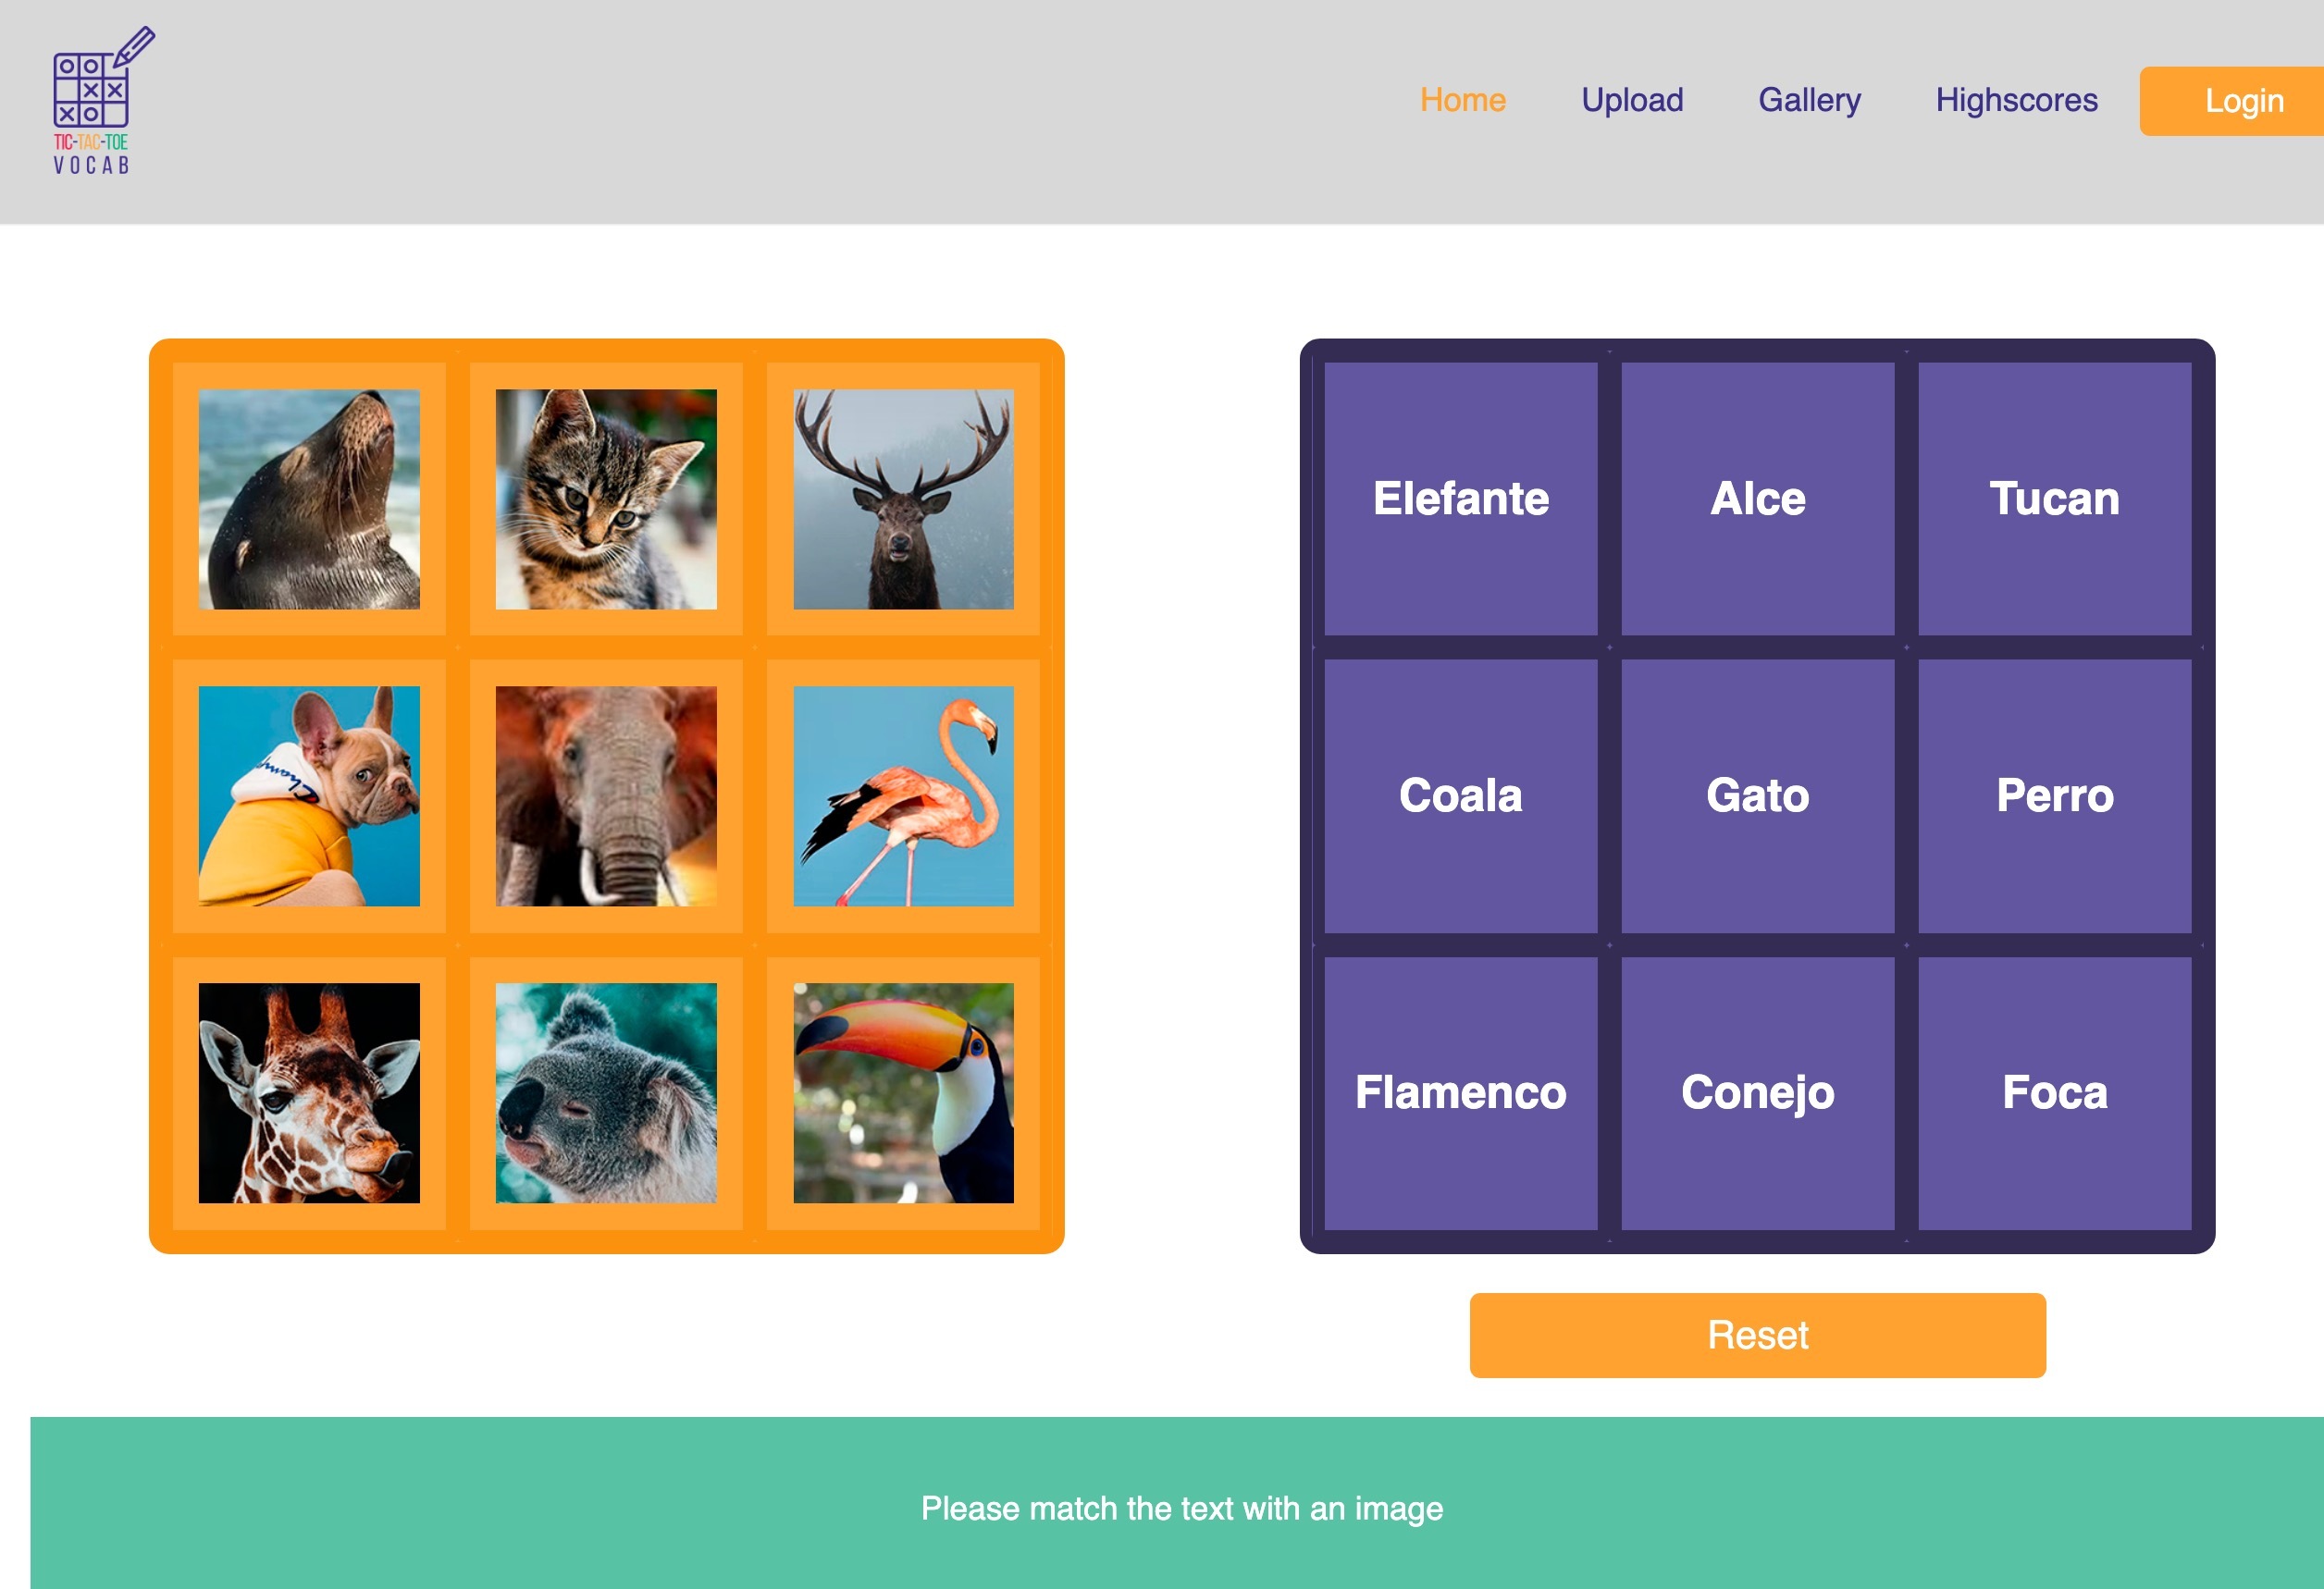 TIC-TAC-TOE
VOCAB
Home Upload Gallery Highscores Login
Champ
Elefante Alce Tucan
Coala Gato Perro
Flamenco Conejo Foca
Reset
Please match the text with an image